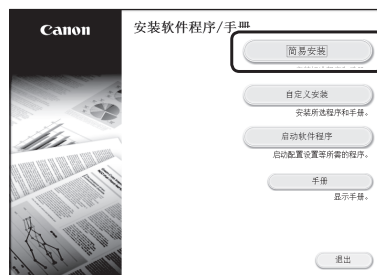 Canon
安装软件程序/手册
简易安装
自定义安装
安装所选程序和手册。
启动软件程序
启动配置设置等所需的程序。
手册
显示手册。
退出